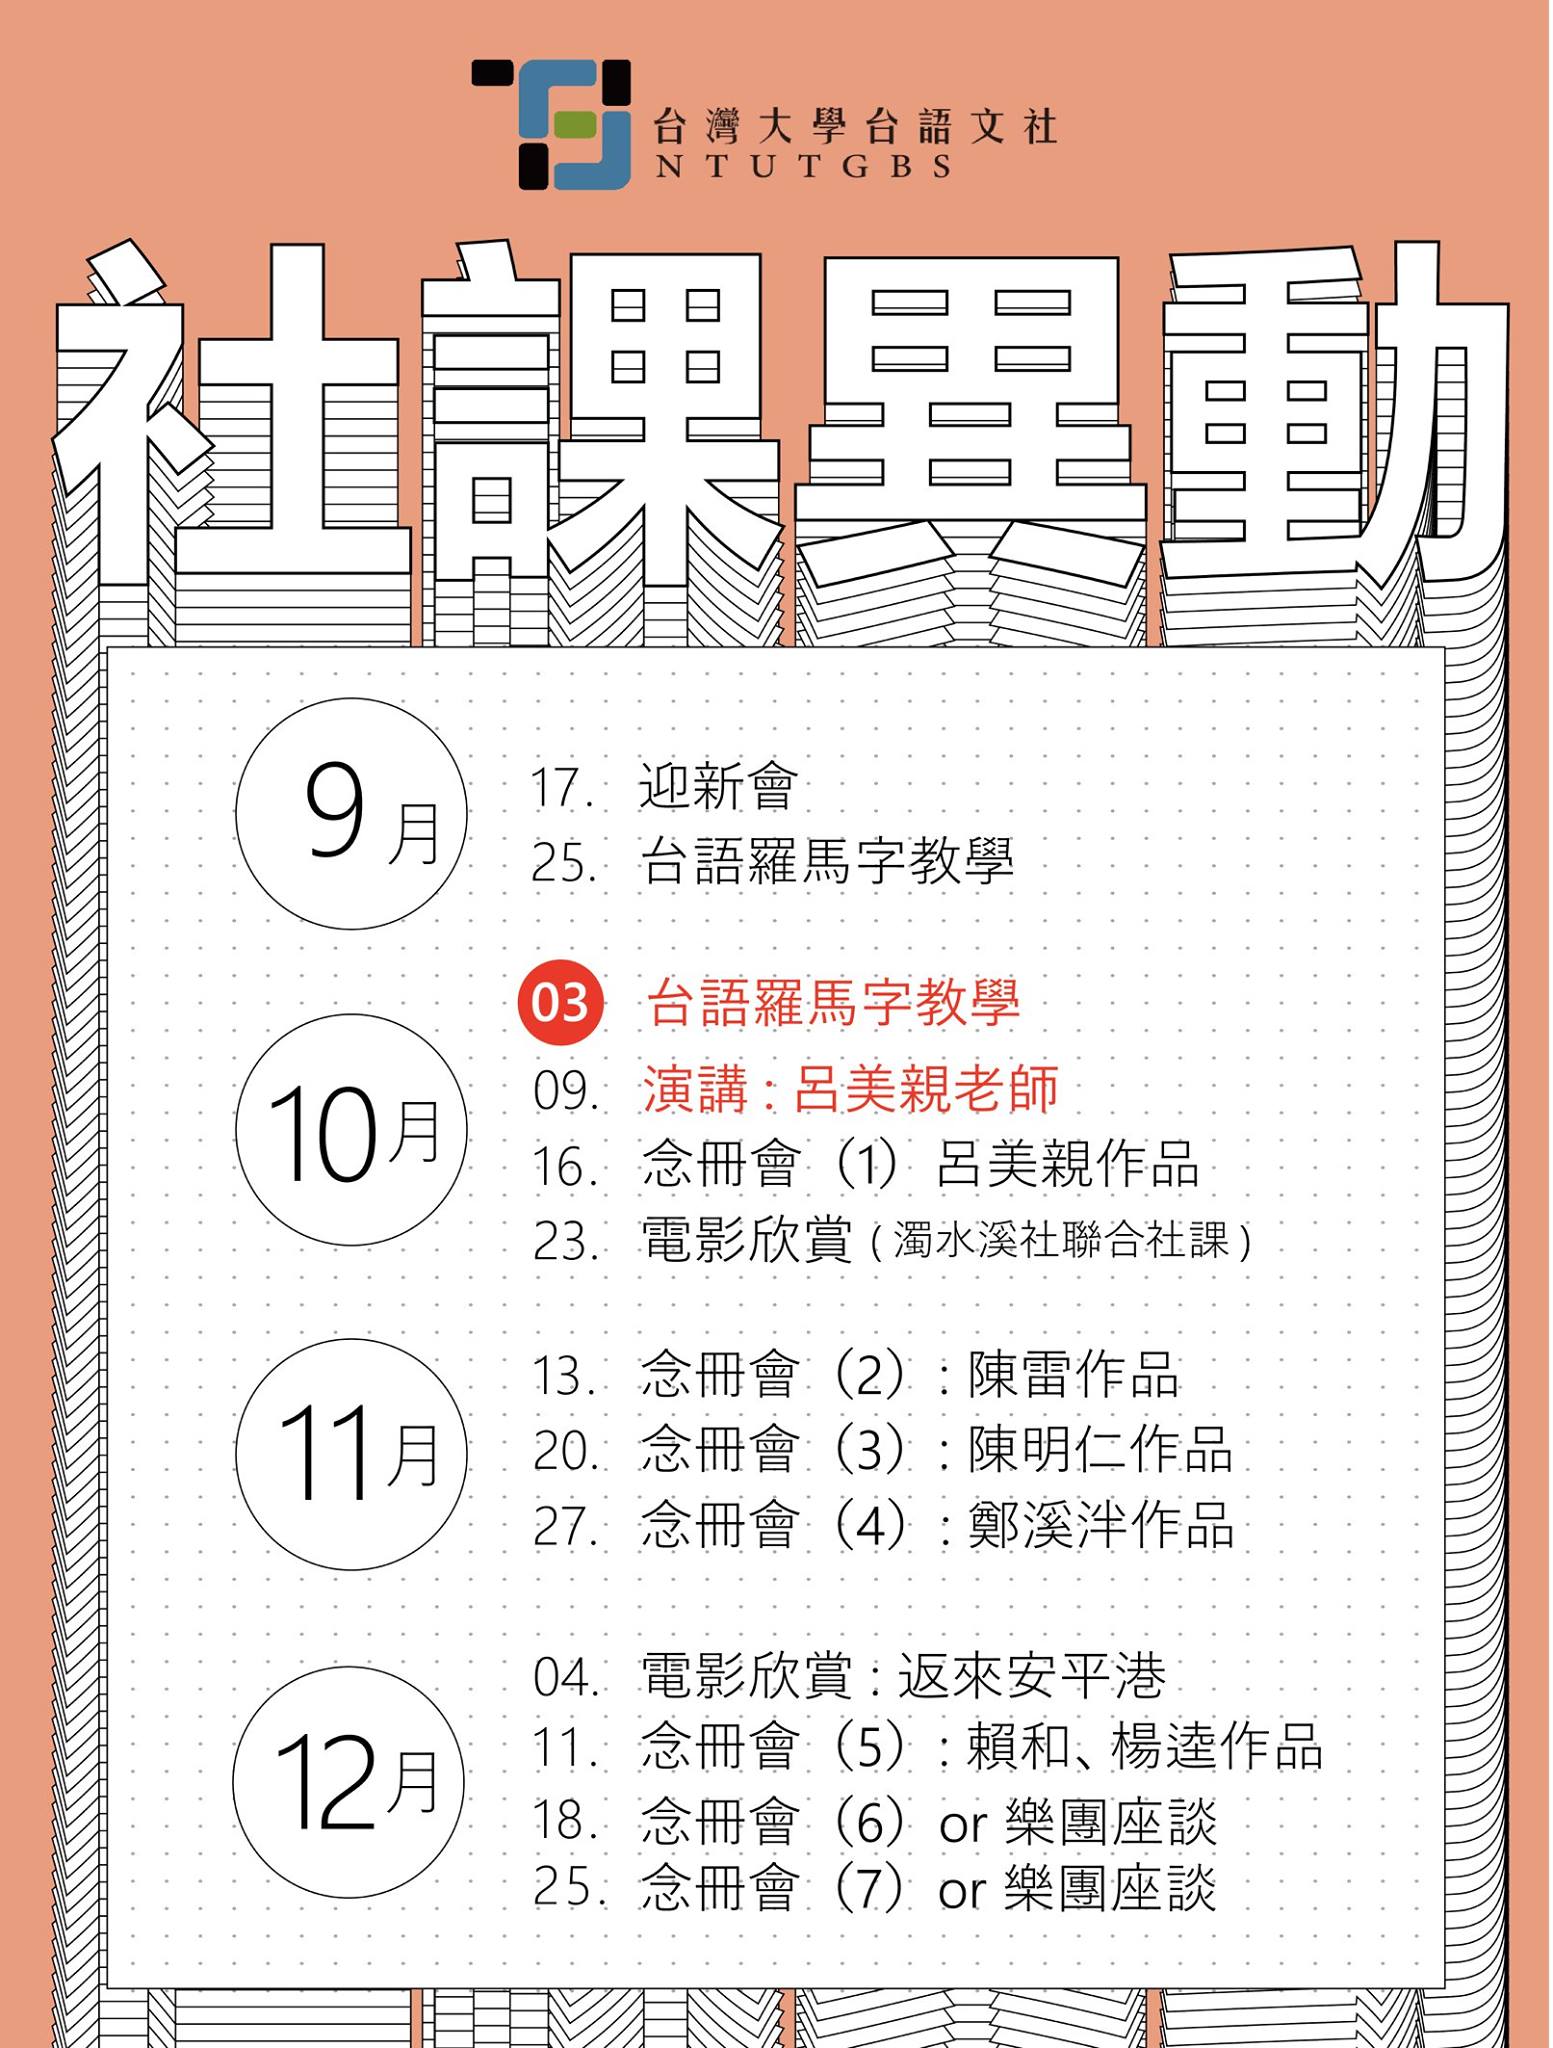 台灣大學台語文社
NTUTGBS
社課異動
9月
17. 迎新會
25. 台語羅馬字教學
10月
03 台語羅馬字教學
09. 演講：呂美親老師
16. 念冊會（1）呂美親作品
23. 電影欣賞（濁水溪社聯合社課）
11月
13. 念冊會（2）：陳雷作品
20. 念冊會（3）：陳明仁作品
27. 念冊會（4）：鄭溪泮作品
12月
04. 電影欣賞：返來安平港
11. 念冊會（5）：賴和、楊逵作品
18. 念冊會（6）or 樂團座談
25. 念冊會（7）or 樂團座談